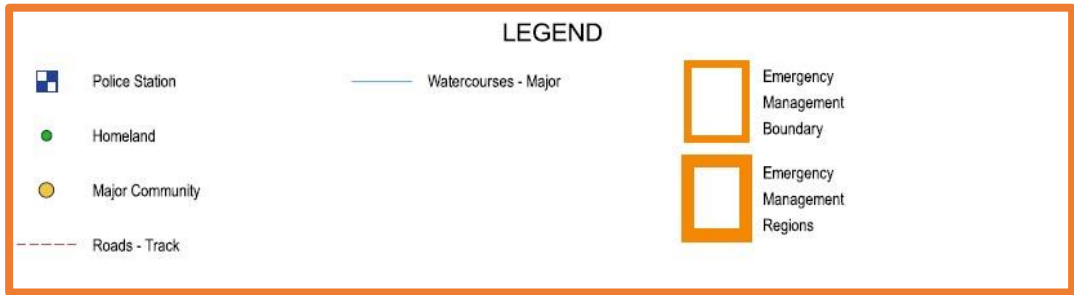 LEGEND
Police Station
Homeland
Major Community
Roads - Track
Watercourses - Major
Emergency
Management
Boundary
Emergency
Management
Regions